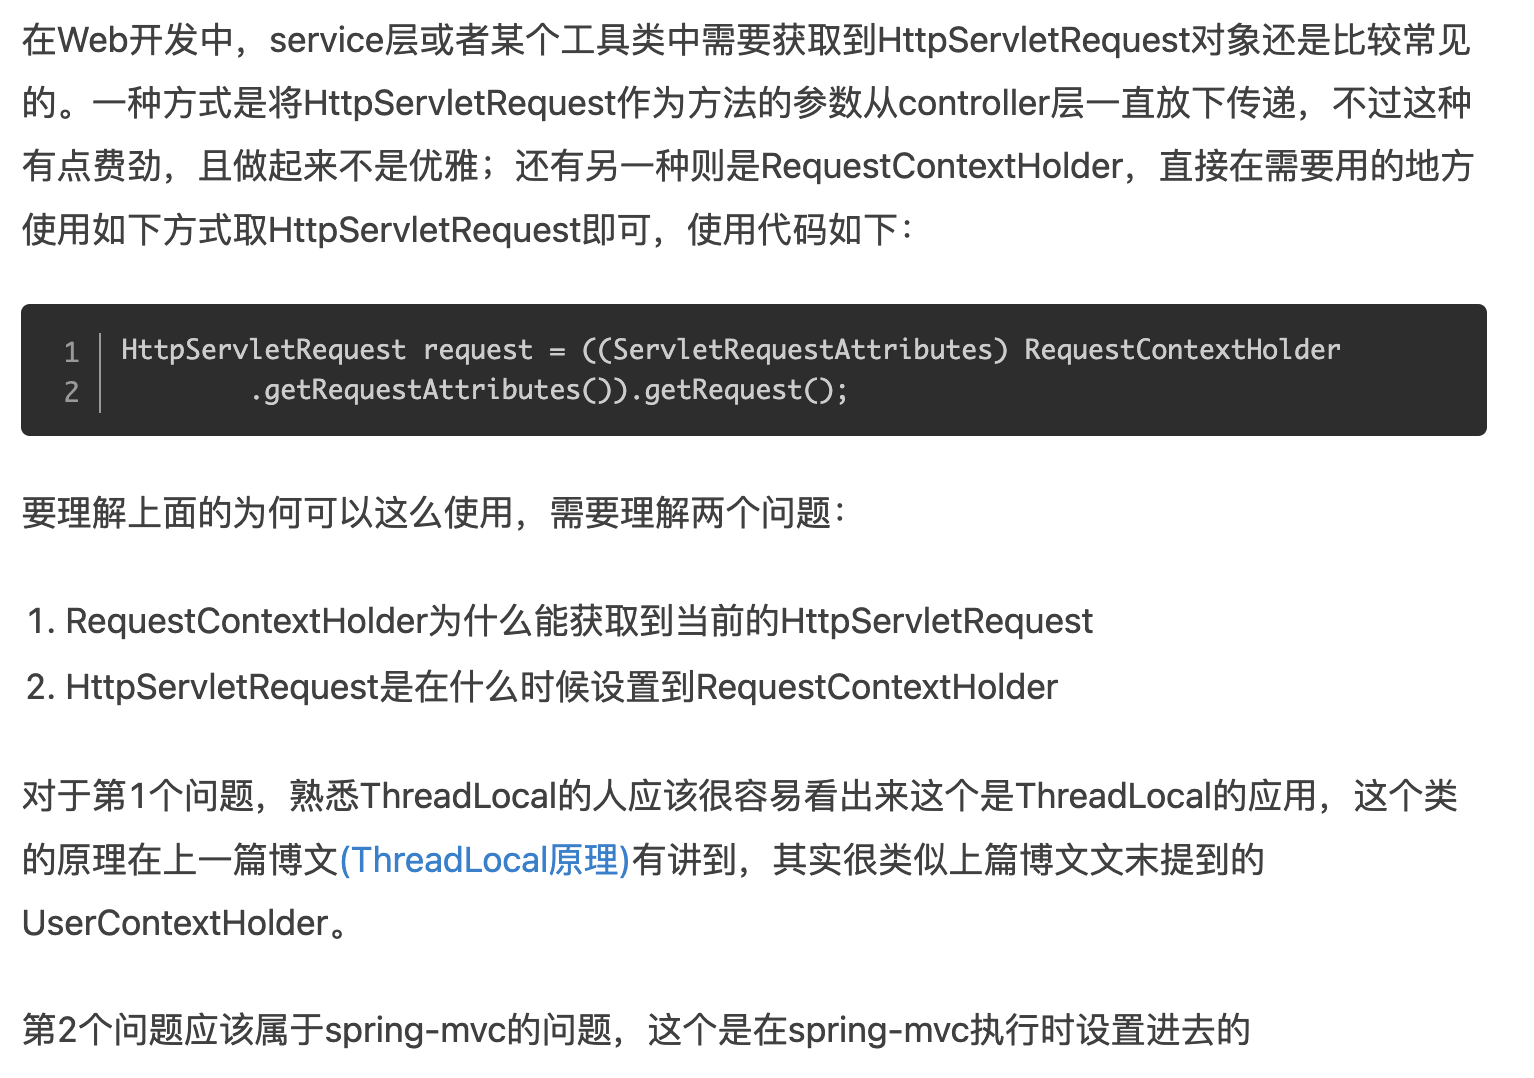 在Web开发中，service层或者某个工具类中需要获取到HttpServletRequest对象还是比较常见
的。一种方式是将HttpServletRequest作为方法的参数从controller层一直放下传递，不过这种
有点费劲，且做起来不是优雅；还有另一种则是RequestContextHolder，直接在需要用的地方
使用如下方式取HttpServletRequest即可，使用代码如下：
1 HttpServletRequest request = ((ServletRequestAttributes) RequestContextHolder
2         .getRequestAttributes()).getRequest();
要理解上面的为何可以这么使用，需要理解两个问题：
1. RequestContextHolder为什么能获取到当前的HttpServletRequest
2. HttpServletRequest是在什么时候设置到RequestContextHolder
对于第1个问题，熟悉ThreadLocal的人应该很容易看出来这个是ThreadLocal的应用，这个类
的原理在上一篇博文(ThreadLocal原理)有讲到，其实很类似上篇博文文末提到的
UserContextHolder。
第2个问题应该属于spring-mvc的问题，这个是在spring-mvc执行时设置进去的